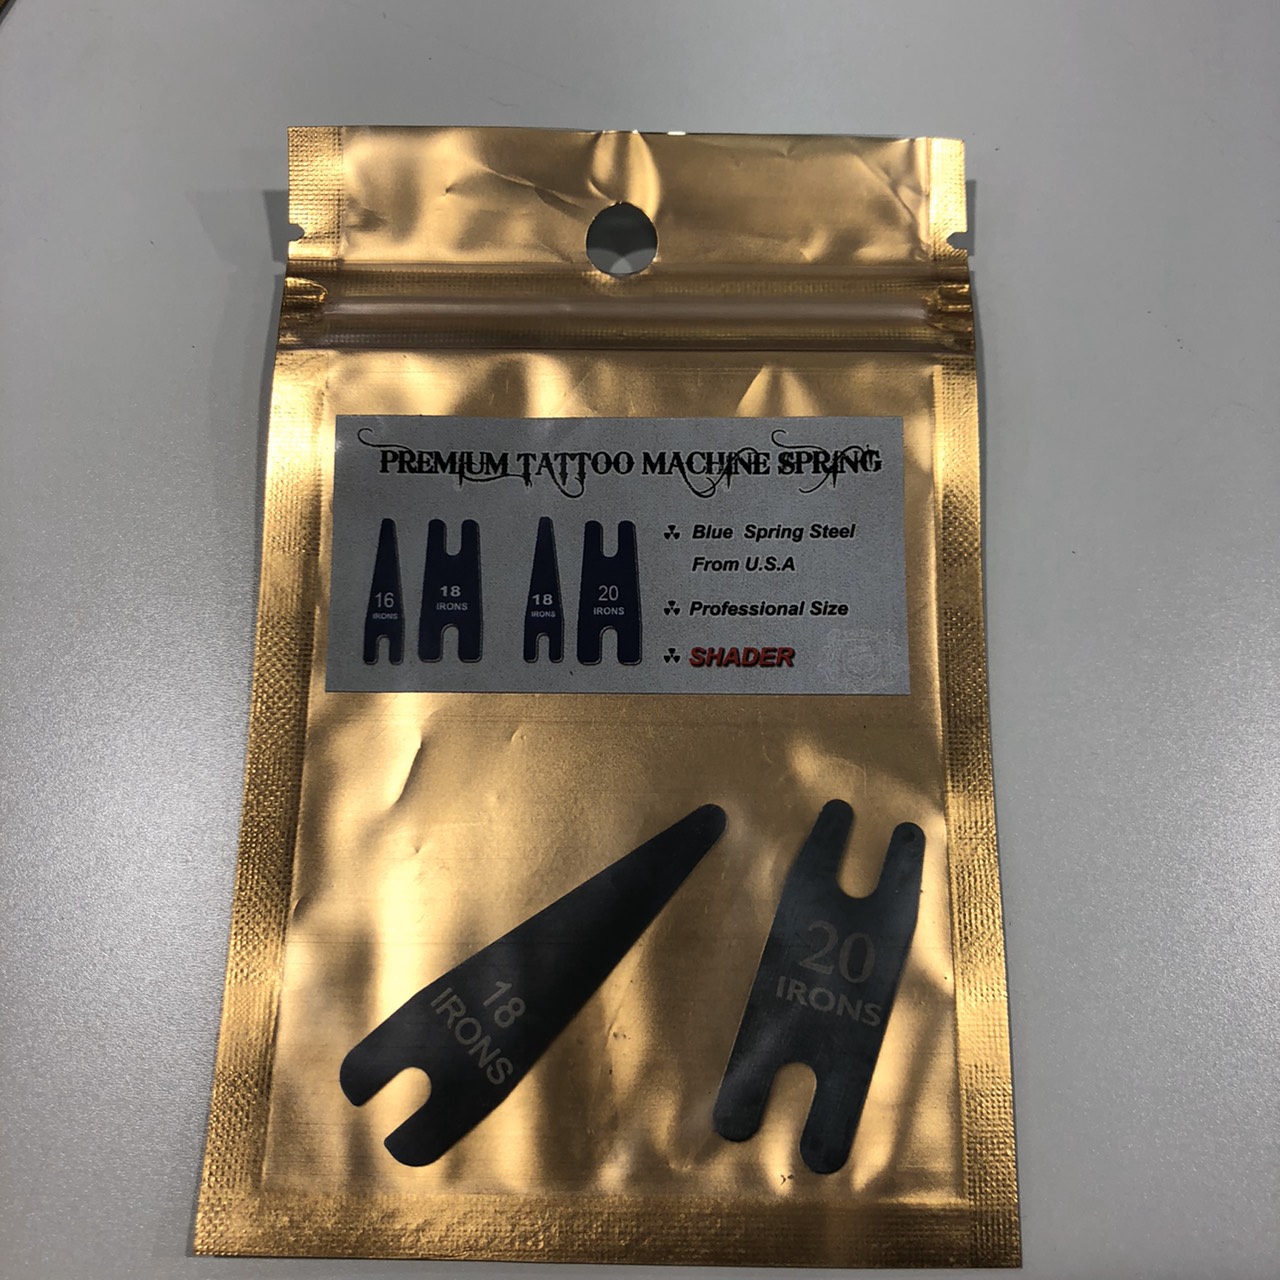 PREMIUM TATTOO MACHINE SPRING
16
IRONS
18
IRONS
18
IRONS
20
IRONS
Blue Spring Steel
From U.S.A
Professional Size
SHADER
18
IRONS
20
IRONS